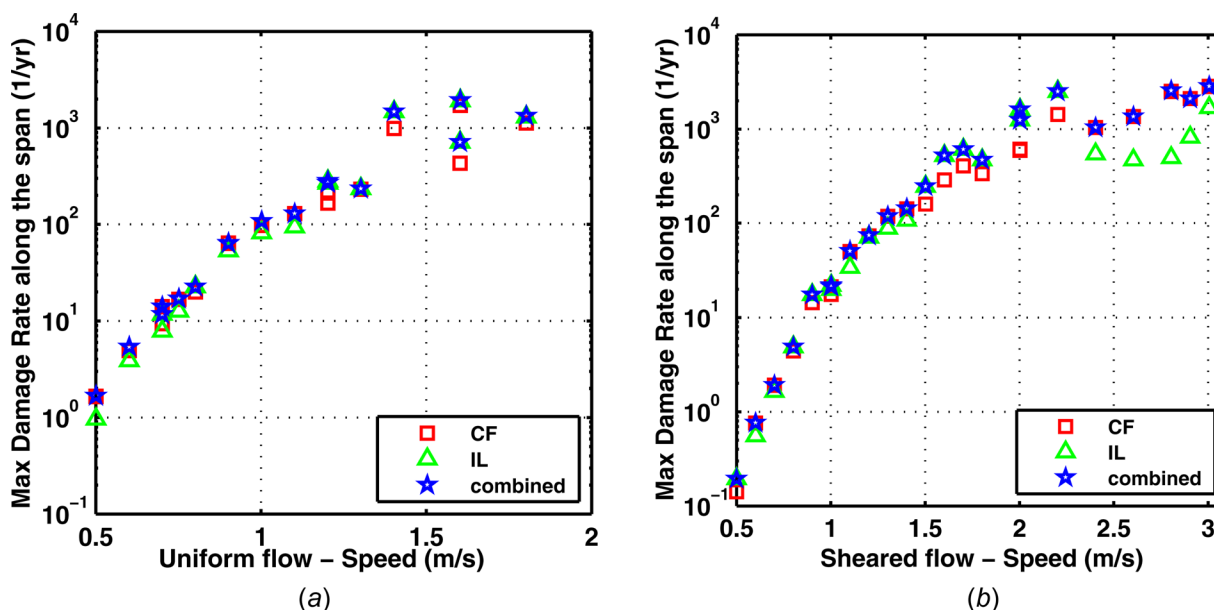 Max Damage Rate along the span (1/yr)
10^4
10^3
10^2
10^1
10^0
10^−1
0.5 1 1.5 2
Uniform flow − Speed (m/s)
CF
IL
combined
(a)
Max Damage Rate along the span (1/yr)
10^4
10^3
10^2
10^1
10^0
10^−1
0.5 1 1.5 2 2.5 3
Sheared flow − Speed (m/s)
CF
IL
combined
(b)